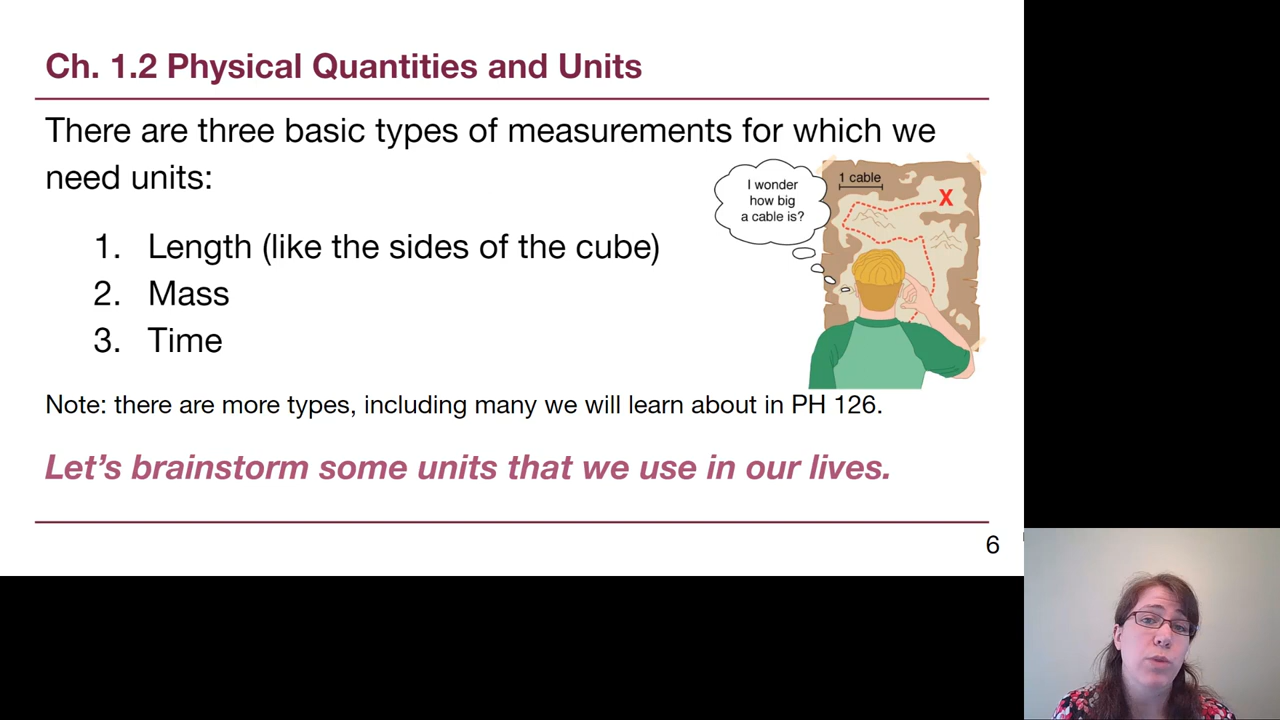 Ch. 1.2 Physical Quantities and Units
There are three basic types of measurements for which we
need units:
1. Length (like the sides of the cube)
2. Mass
3. Time
I wonder
how big
a cable is?
1 cable
X
Note: there are more types, including many we will learn about in PH 126.
Let’s brainstorm some units that we use in our lives.
6